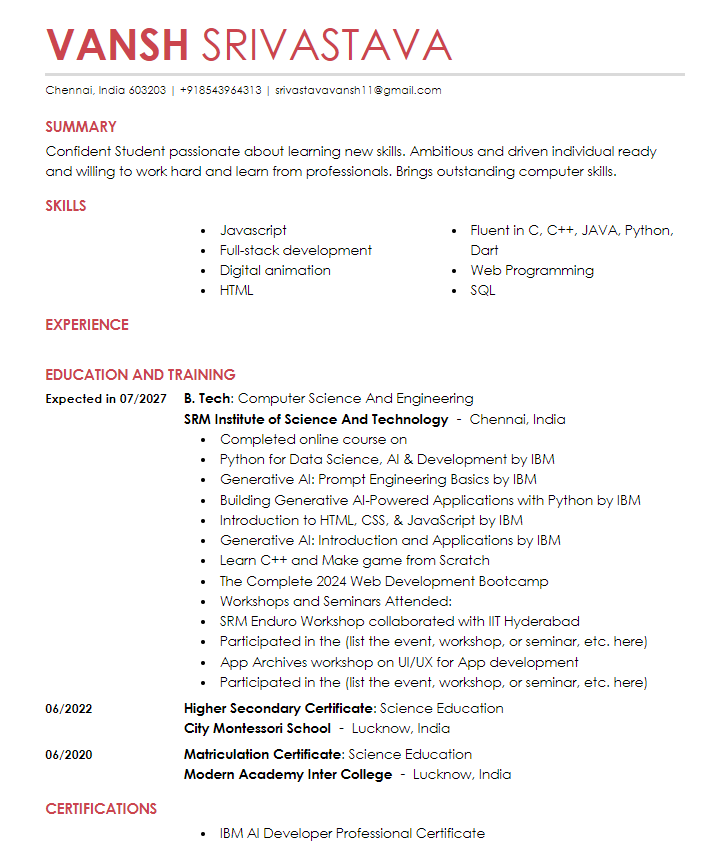 VANSH SRIVASTAVA
Chennai, India 603203 | +918543964313 | srivastavavansh11@gmail.com
SUMMARY
Confident Student passionate about learning new skills. Ambitious and driven individual ready
and willing to work hard and learn from professionals. Brings outstanding computer skills.
SKILLS
• Javascript
• Full-stack development
• Digital animation
• HTML
• Fluent in C, C++, JAVA, Python,
Dart
• Web Programming
• SQL
EXPERIENCE
EDUCATION AND TRAINING
Expected in 07/2027 B. Tech: Computer Science And Engineering
SRM Institute of Science And Technology - Chennai, India
• Completed online course on
• Python for Data Science, AI & Development by IBM
• Generative AI: Prompt Engineering Basics by IBM
• Building Generative AI-Powered Applications with Python by IBM
• Introduction to HTML, CSS, & JavaScript by IBM
• Generative AI: Introduction and Applications by IBM
• Learn C++ and Make game from Scratch
• The Complete 2024 Web Development Bootcamp
• Workshops and Seminars Attended:
• SRM Enduro Workshop collaborated with IIT Hyderabad
• Participated in the (list the event, workshop, or seminar, etc. here)
• App Archives workshop on UI/UX for App development
• Participated in the (list the event, workshop, or seminar, etc. here)
06/2022 Higher Secondary Certificate: Science Education
City Montessori School - Lucknow, India
06/2020 Matriculation Certificate: Science Education
Modern Academy Inter College - Lucknow, India
CERTIFICATIONS
• IBM AI Developer Professional Certificate